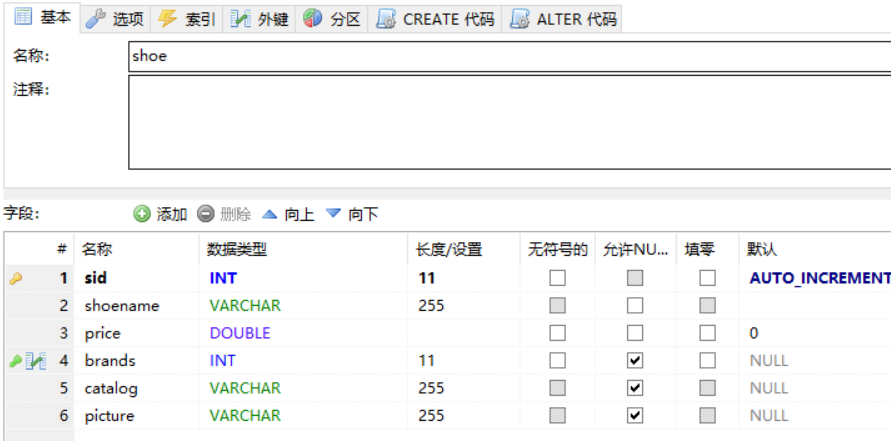 基本 选项 索引 外键 分区 CREATE 代码 ALTER 代码
名称: shoe
注释:
字段: 添加 删除 向上 向下
# 名称 数据类型 长度/设置 无符号的 允许NU... 填零 默认
1 sid INT 11 AUTO_INCREMENT
2 shoename VARCHAR 255
3 price DOUBLE 0
4 brands INT 11 NULL
5 catalog VARCHAR 255 NULL
6 picture VARCHAR 255 NULL